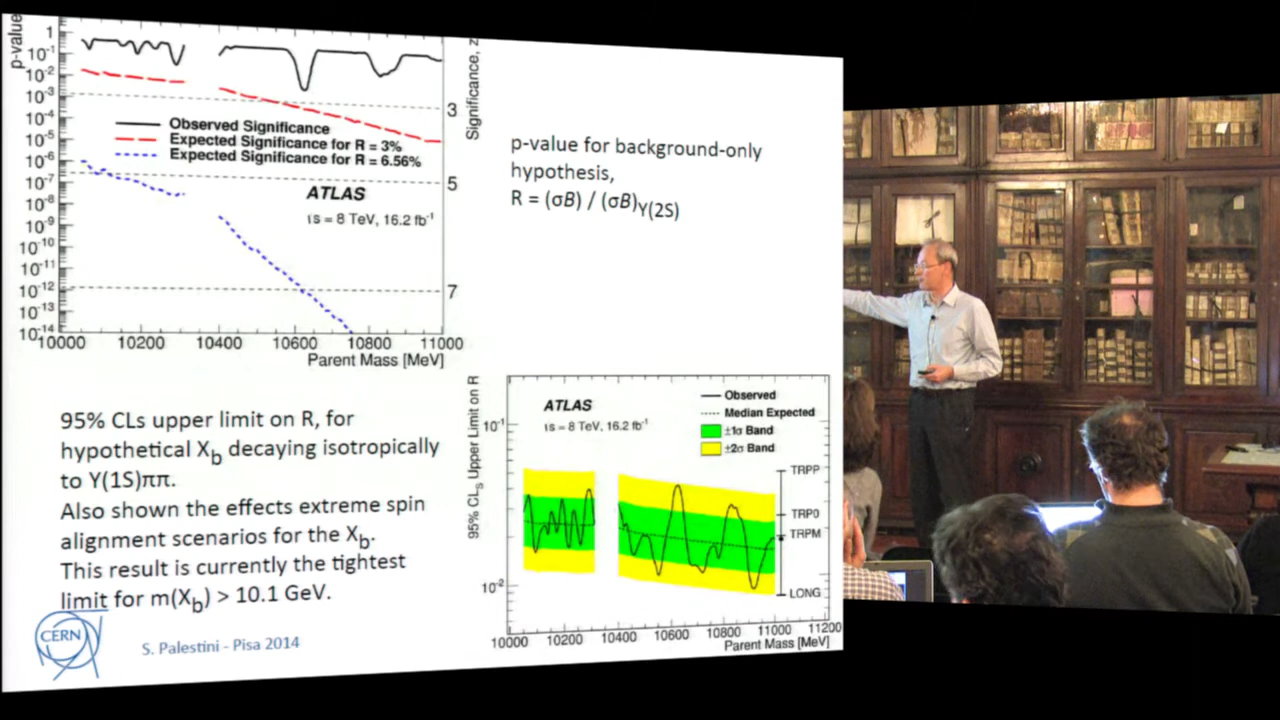 p-value
1
10-1
10-2
10-3
10-4
10-5
10-6
10-7
10-8
10-9
10-10
10-11
10-12
10-13
10-14
Observed Significance
Expected Significance for R = 3%
Expected Significance for R = 6.56%
ATLAS
√s = 8 TeV, 16.2 fb-1
3
5
7
Significance, z
10000 10200 10400 10600 10800 11000
Parent Mass [MeV]
p-value for background-only
hypothesis,
R = (σB) / (σB)Υ(2S)
95% CLs upper limit on R, for
hypothetical Xb decaying isotropically
to Υ(1S)ππ.
Also shown the effects extreme spin
alignment scenarios for the Xb.
This result is currently the tightest
limit for m(Xb) > 10.1 GeV.
95% CLS Upper Limit on R
ATLAS
√s = 8 TeV, 16.2 fb-1
Observed
Median Expected
±1σ Band
±2σ Band
10-1
10-2
TRPP
TRP0
TRPM
LONG
10000 10200 10400 10600 10800 11000 11200
Parent Mass [MeV]
CERN
S. Palestini - Pisa 2014